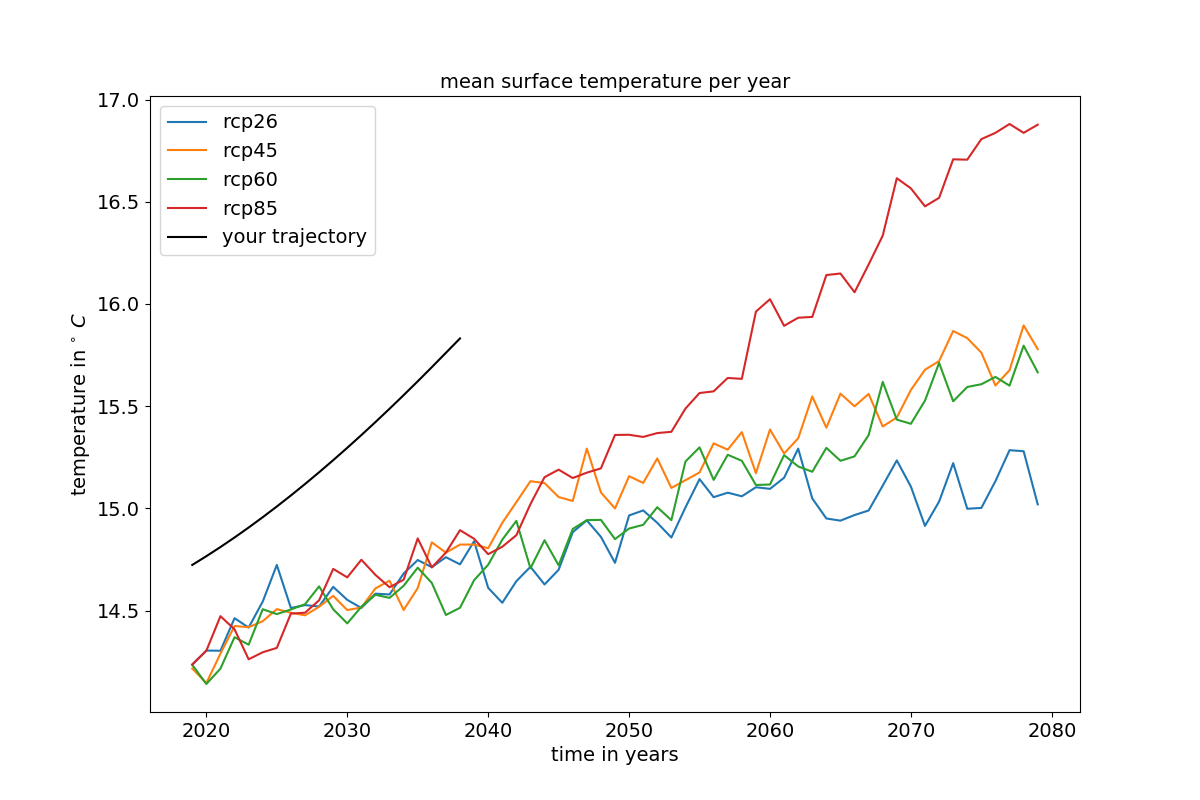 mean surface temperature per year
17.0
16.5
16.0
15.5
15.0
14.5
temperature in ° C
rcp26
rcp45
rcp60
rcp85
your trajectory
2020 2030 2040 2050 2060 2070 2080
time in years